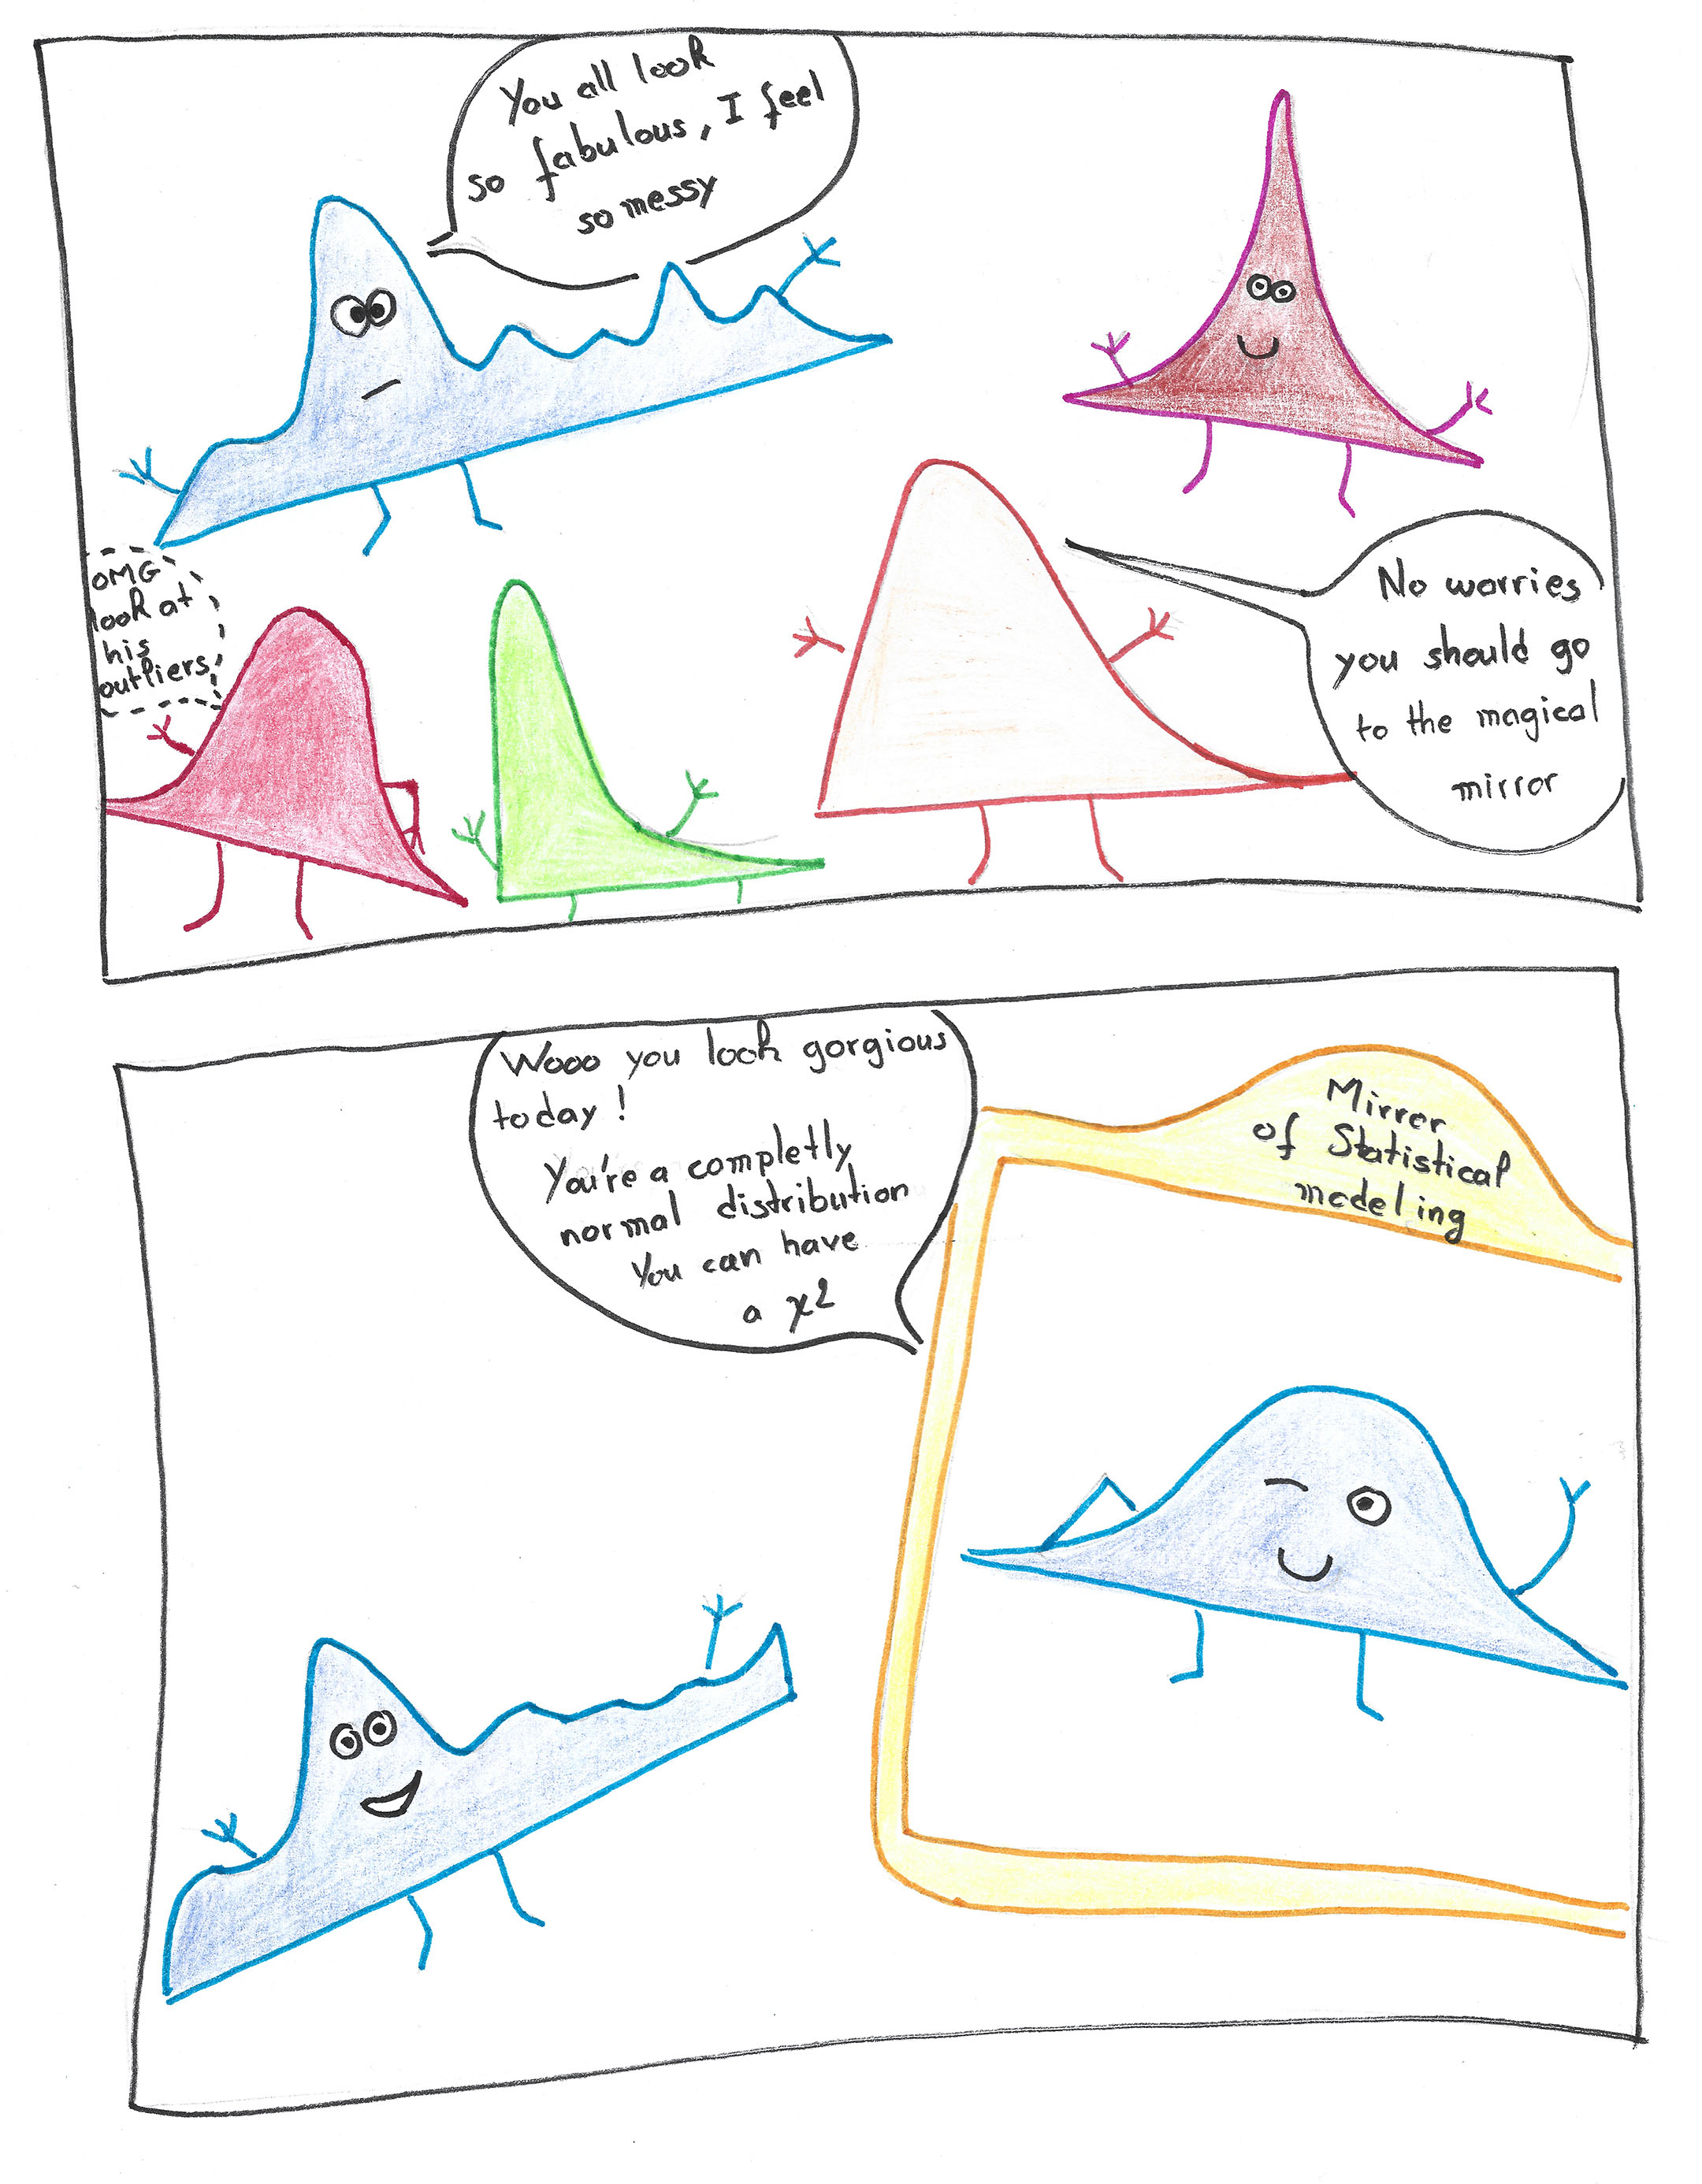 You all look
so fabulous, I feel
so messy
OMG
look at
his
outliers
No worries
you should go
to the magical
mirror
Wooo you look gorgious
today!
You're a completly
normal distribution
You can have
a χ2
Mirror
of Statistical
modeling